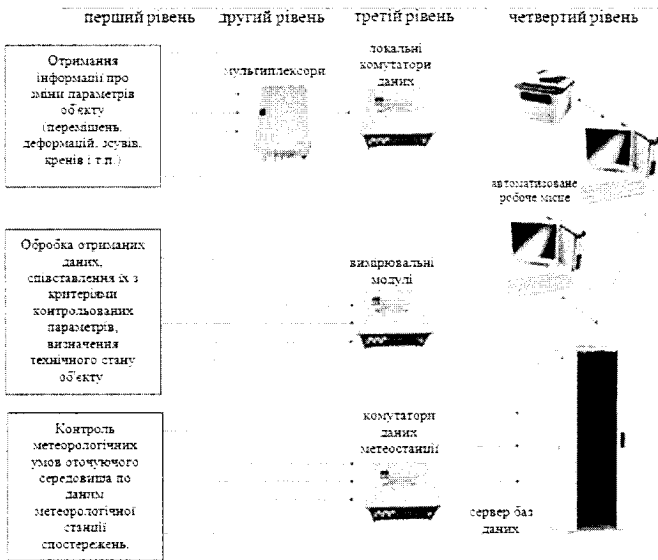 перший рівень
другий рівень
третій рівень
четвертий рівень
Отримання
інформації про
зміни параметрів
об'єкту
(переміщень,
деформацій, зсувів,
кренів і т.п.)
мультиплексори
локальні
комутатори
даних
автоматизоване
робоче місце
Обробка отриманих
даних,
співставлення їх з
критеріями
контрольованих
параметрів,
визначення
технічного стану
об'єкту
вимірювальні
модулі
Контроль
метеорологічних
умов оточуючого
середовища по
даним
метеорологічної
станції
спостережень.
комутатори
даних
метеостанції
сервер баз
даних